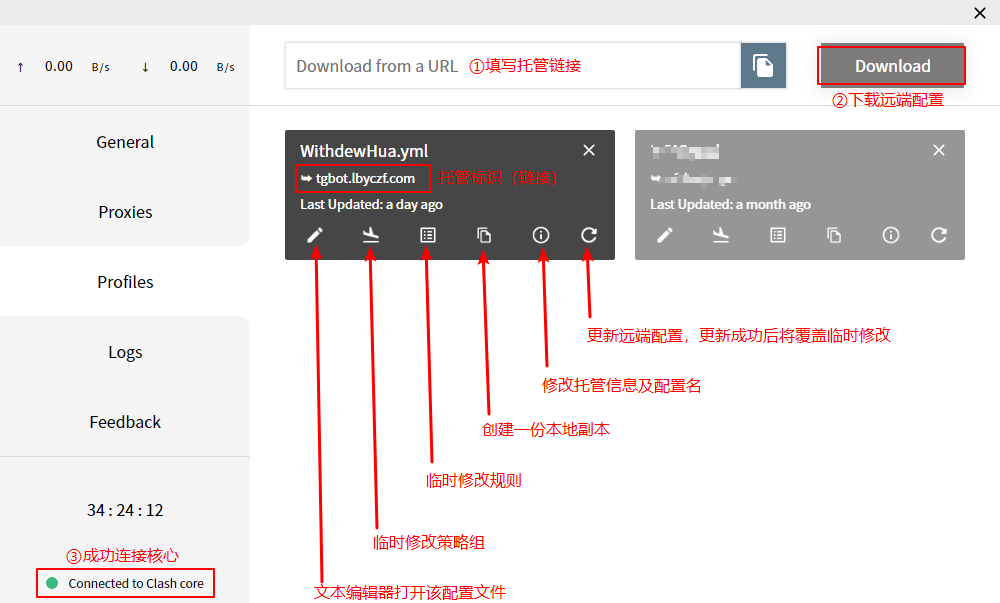 ↑ 0.00 B/s ↓ 0.00 B/s
Download from a URL ①填写托管链接
Download
②下载远端配置
General
Proxies
Profiles
Logs
Feedback
34 : 24 : 12
③成功连接核心
Connected to Clash core
WithdewHua.yml
tgbot.lbyczf.com 托管标识（链接）
Last Updated: a day ago
Last Updated: a month ago
更新远端配置，更新成功后将覆盖临时修改
修改托管信息及配置名
创建一份本地副本
临时修改规则
临时修改策略组
文本编辑器打开该配置文件